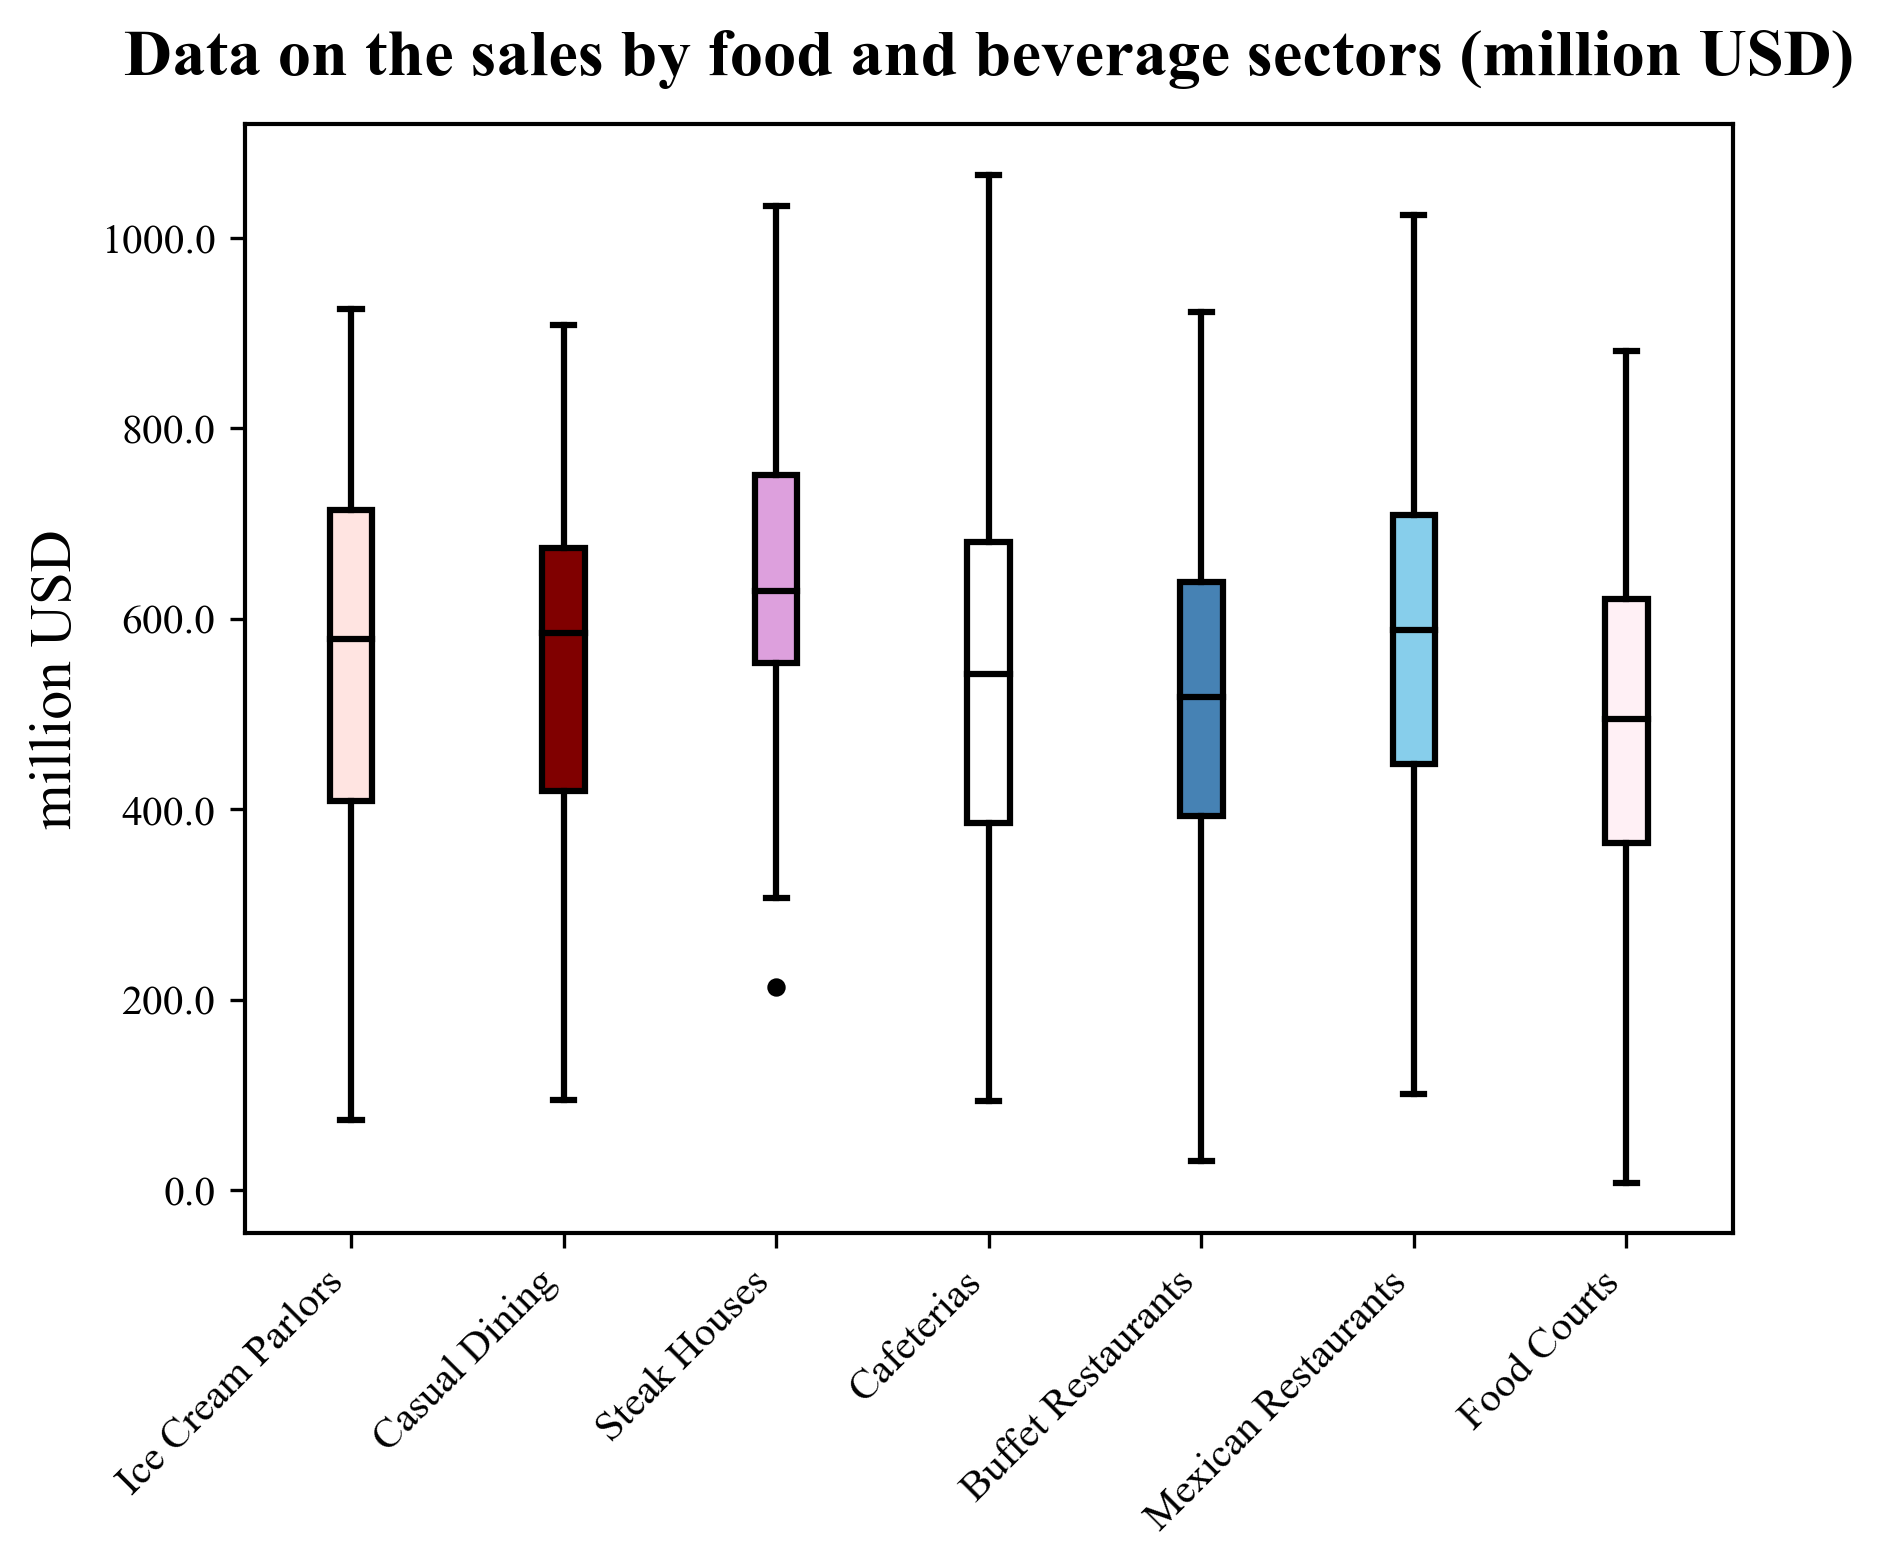 Data on the sales by food and beverage sectors (million USD)
million USD
1000.0
800.0
600.0
400.0
200.0
0.0
Ice Cream Parlors
Casual Dining
Steak Houses
Cafeterias
Buffet Restaurants
Mexican Restaurants
Food Courts